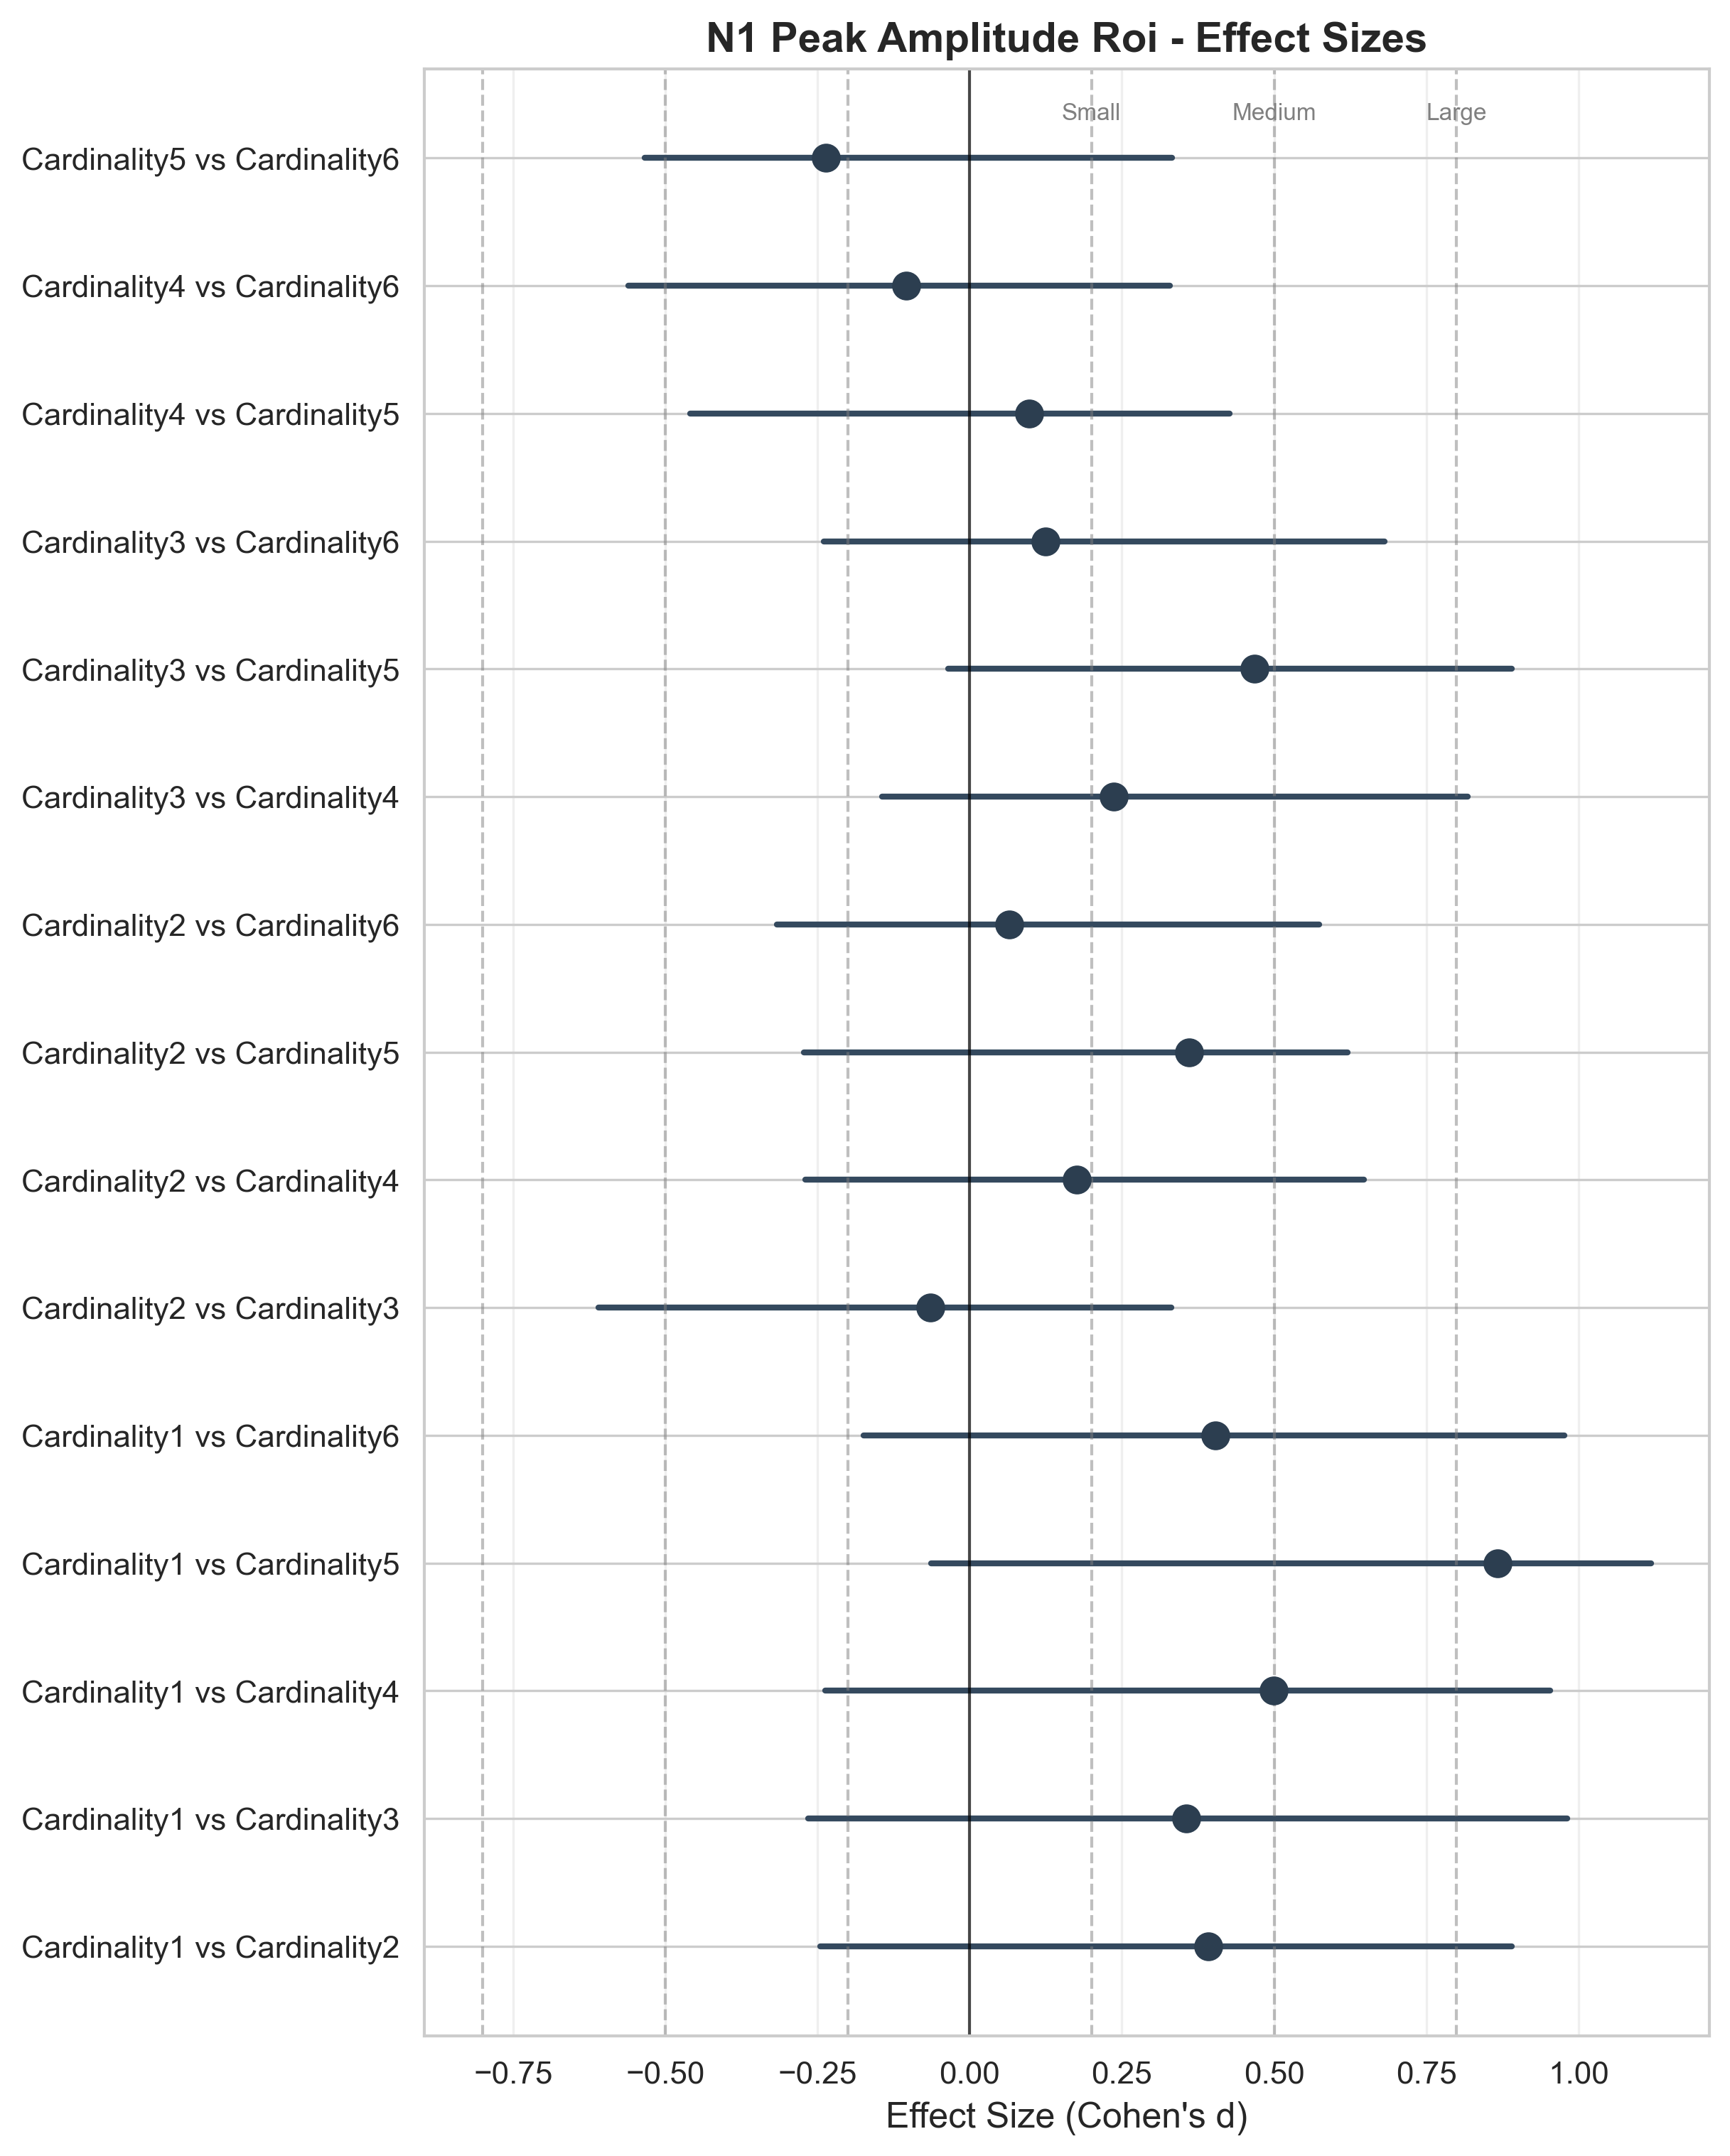 N1 Peak Amplitude Roi - Effect Sizes
Small Medium Large
Cardinality5 vs Cardinality6
Cardinality4 vs Cardinality6
Cardinality4 vs Cardinality5
Cardinality3 vs Cardinality6
Cardinality3 vs Cardinality5
Cardinality3 vs Cardinality4
Cardinality2 vs Cardinality6
Cardinality2 vs Cardinality5
Cardinality2 vs Cardinality4
Cardinality2 vs Cardinality3
Cardinality1 vs Cardinality6
Cardinality1 vs Cardinality5
Cardinality1 vs Cardinality4
Cardinality1 vs Cardinality3
Cardinality1 vs Cardinality2
−0.75 −0.50 −0.25 0.00 0.25 0.50 0.75 1.00
Effect Size (Cohen's d)